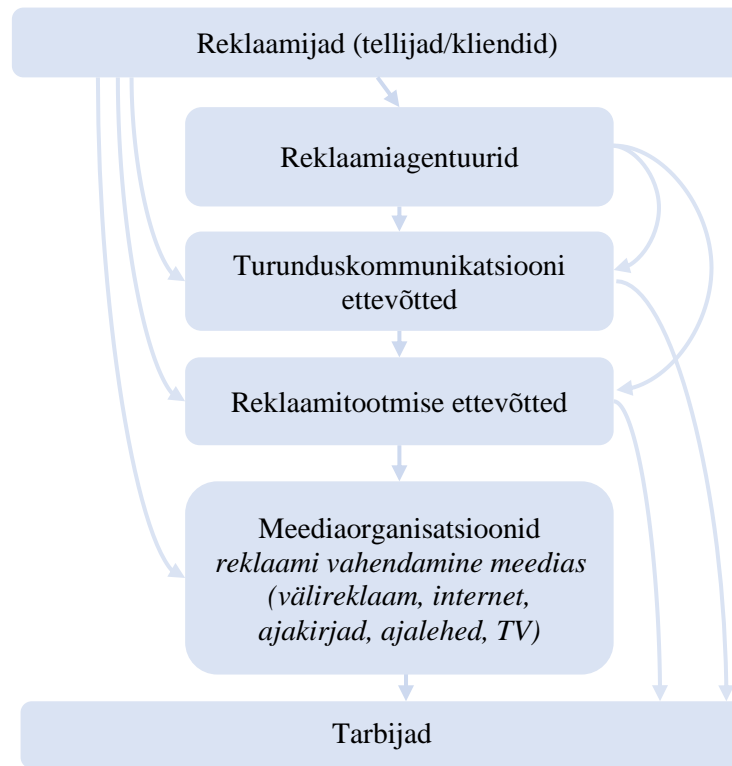 Reklaamijad (tellijad/kliendid)
Reklaamiagentuurid
Turunduskommunikatsiooni
ettevõtted
Reklaamitootmise ettevõtted
Meediaorganisatsioonid
reklaami vahendamine meedias
(välireklaam, internet,
ajakirjad, ajalehed, TV)
Tarbijad